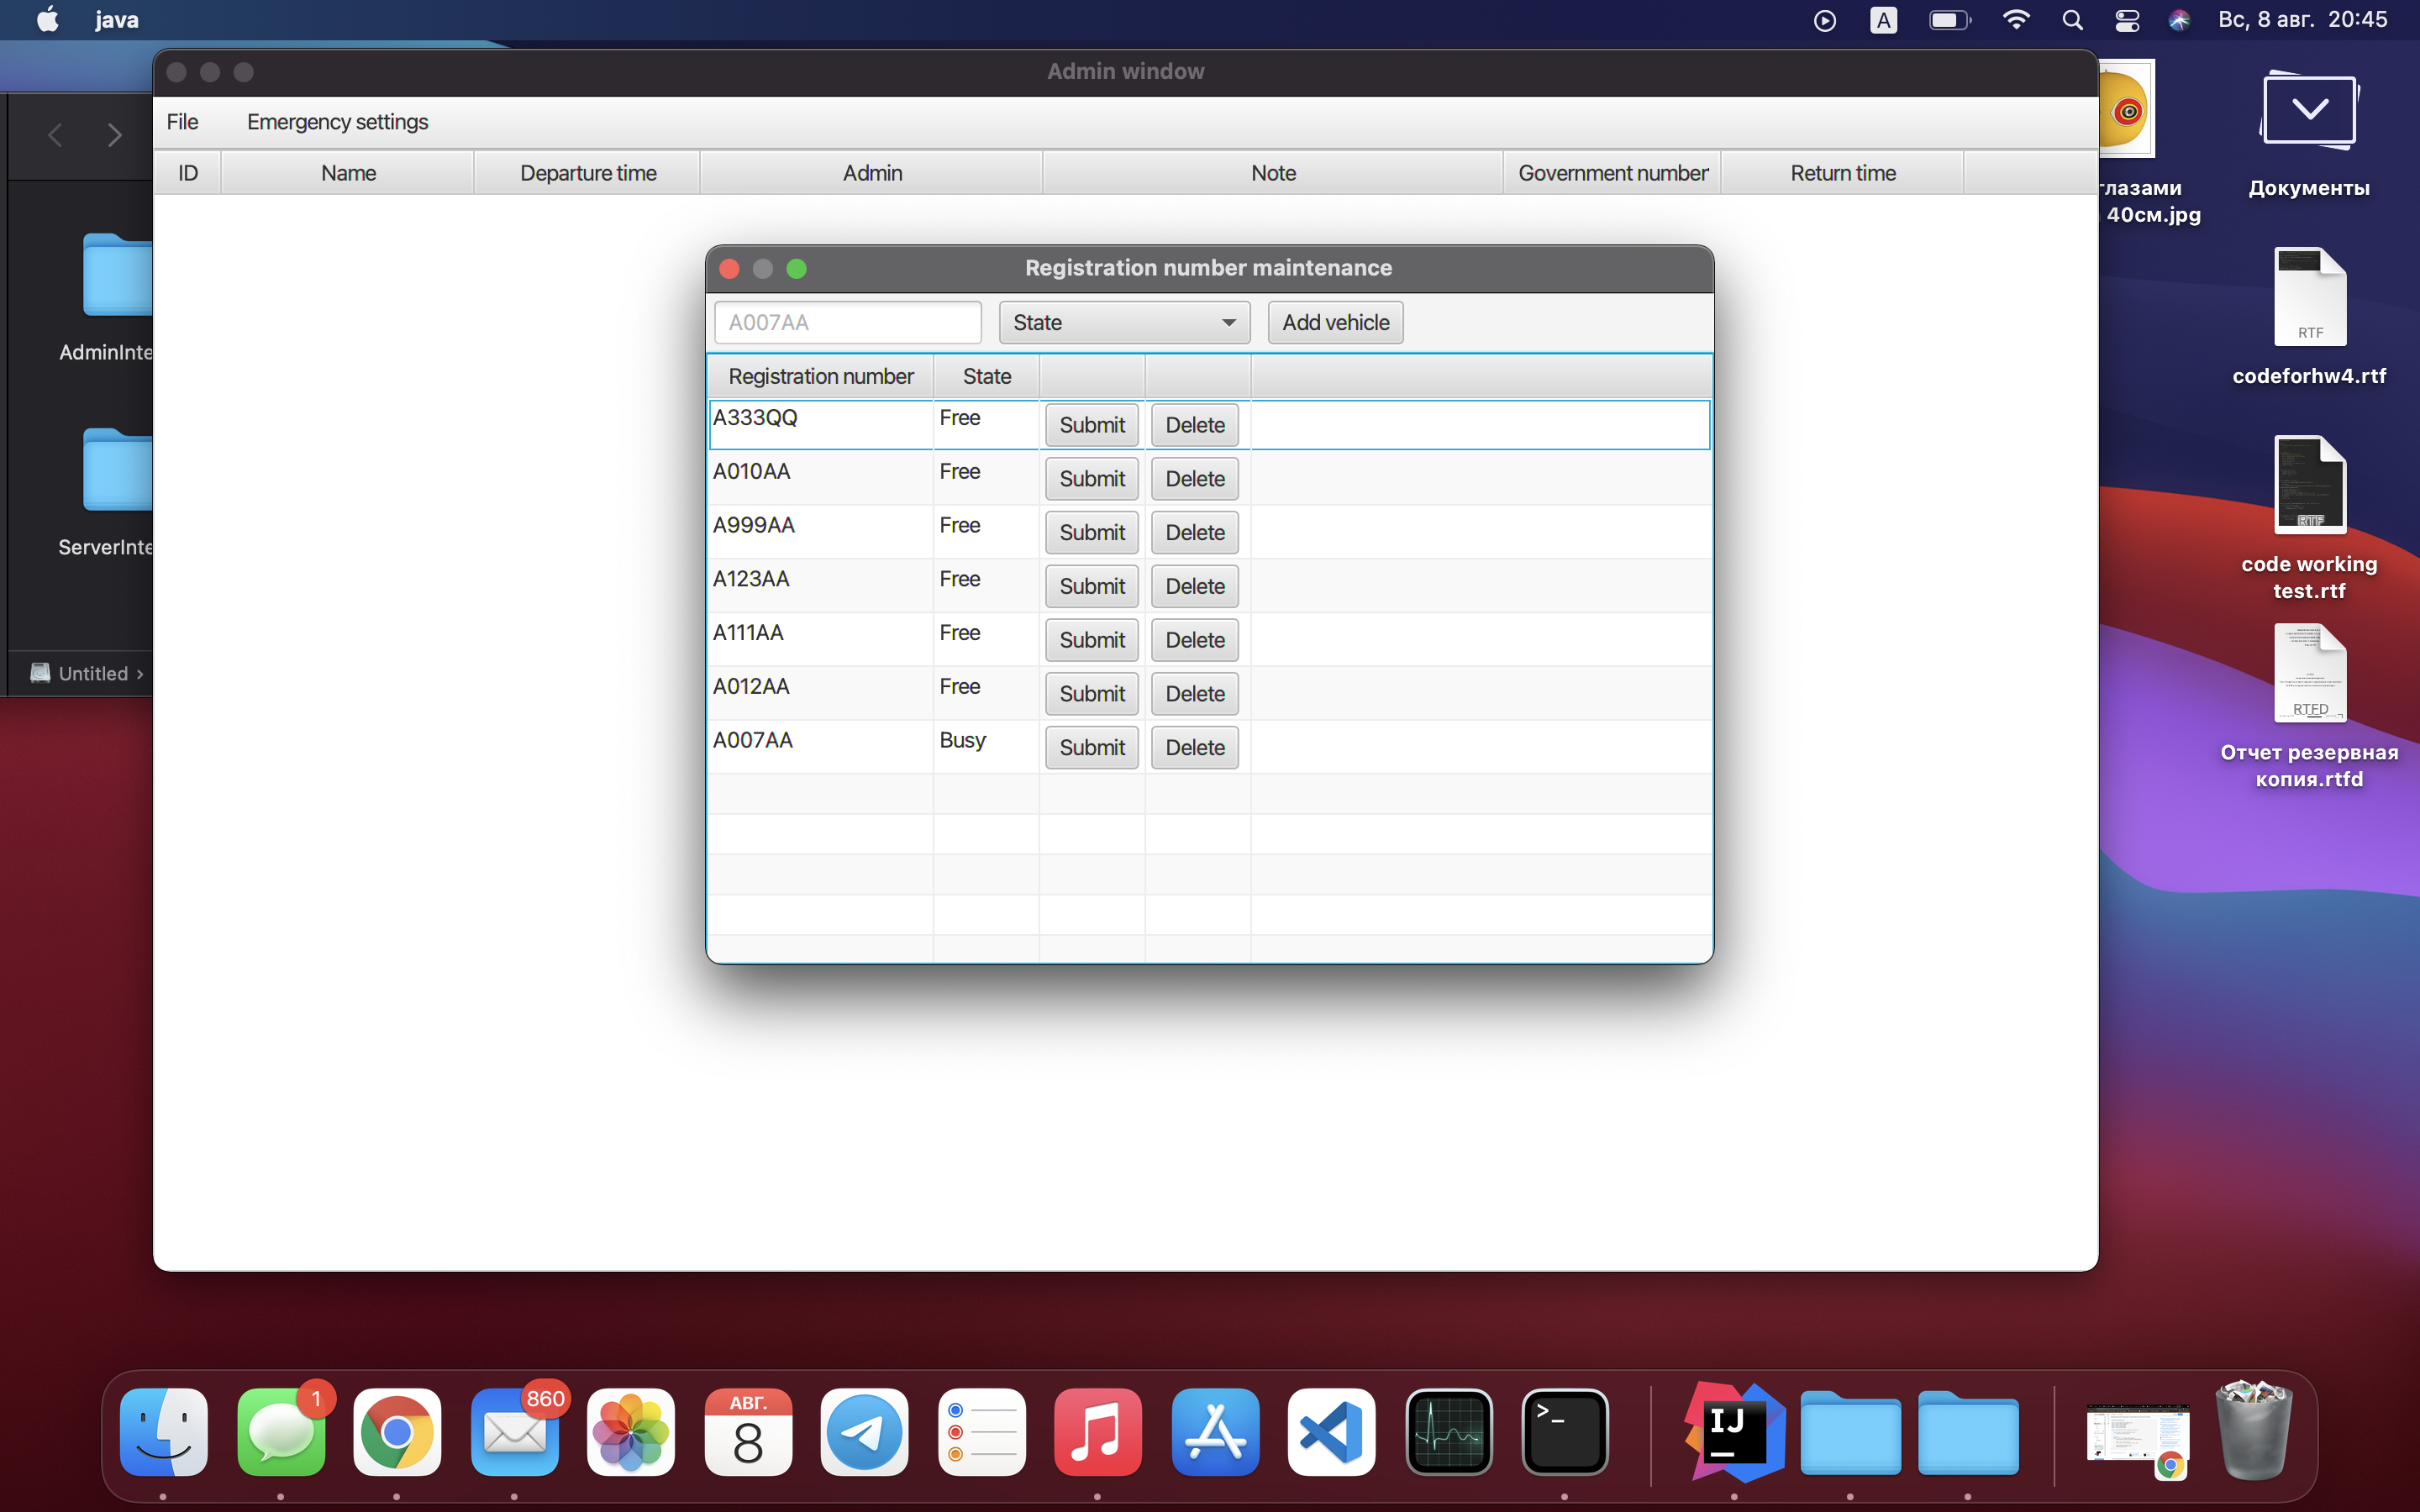 java
A
Вс, 8 авг. 20:45
Admin window
File Emergency settings
ID Name Departure time Admin Note Government number Return time
глазами
40см.jpg
Документы
RTF
codeforhw4.rtf
RTF
code working
test.rtf
RTFD
Отчет резервная
копия.rtfd
AdminInte
ServerInte
Untitled ›
Registration number maintenance
A007AA State Add vehicle
Registration number State
A333QQ Free Submit Delete
A010AA Free Submit Delete
A999AA Free Submit Delete
A123AA Free Submit Delete
A111AA Free Submit Delete
A012AA Free Submit Delete
A007AA Busy Submit Delete
1
860
АВГ.
8
>_
IJ